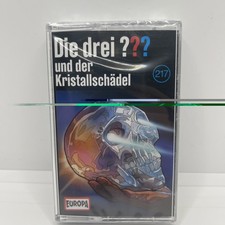 Die drei ???
und der
Kristallschädel
217
EUROPA